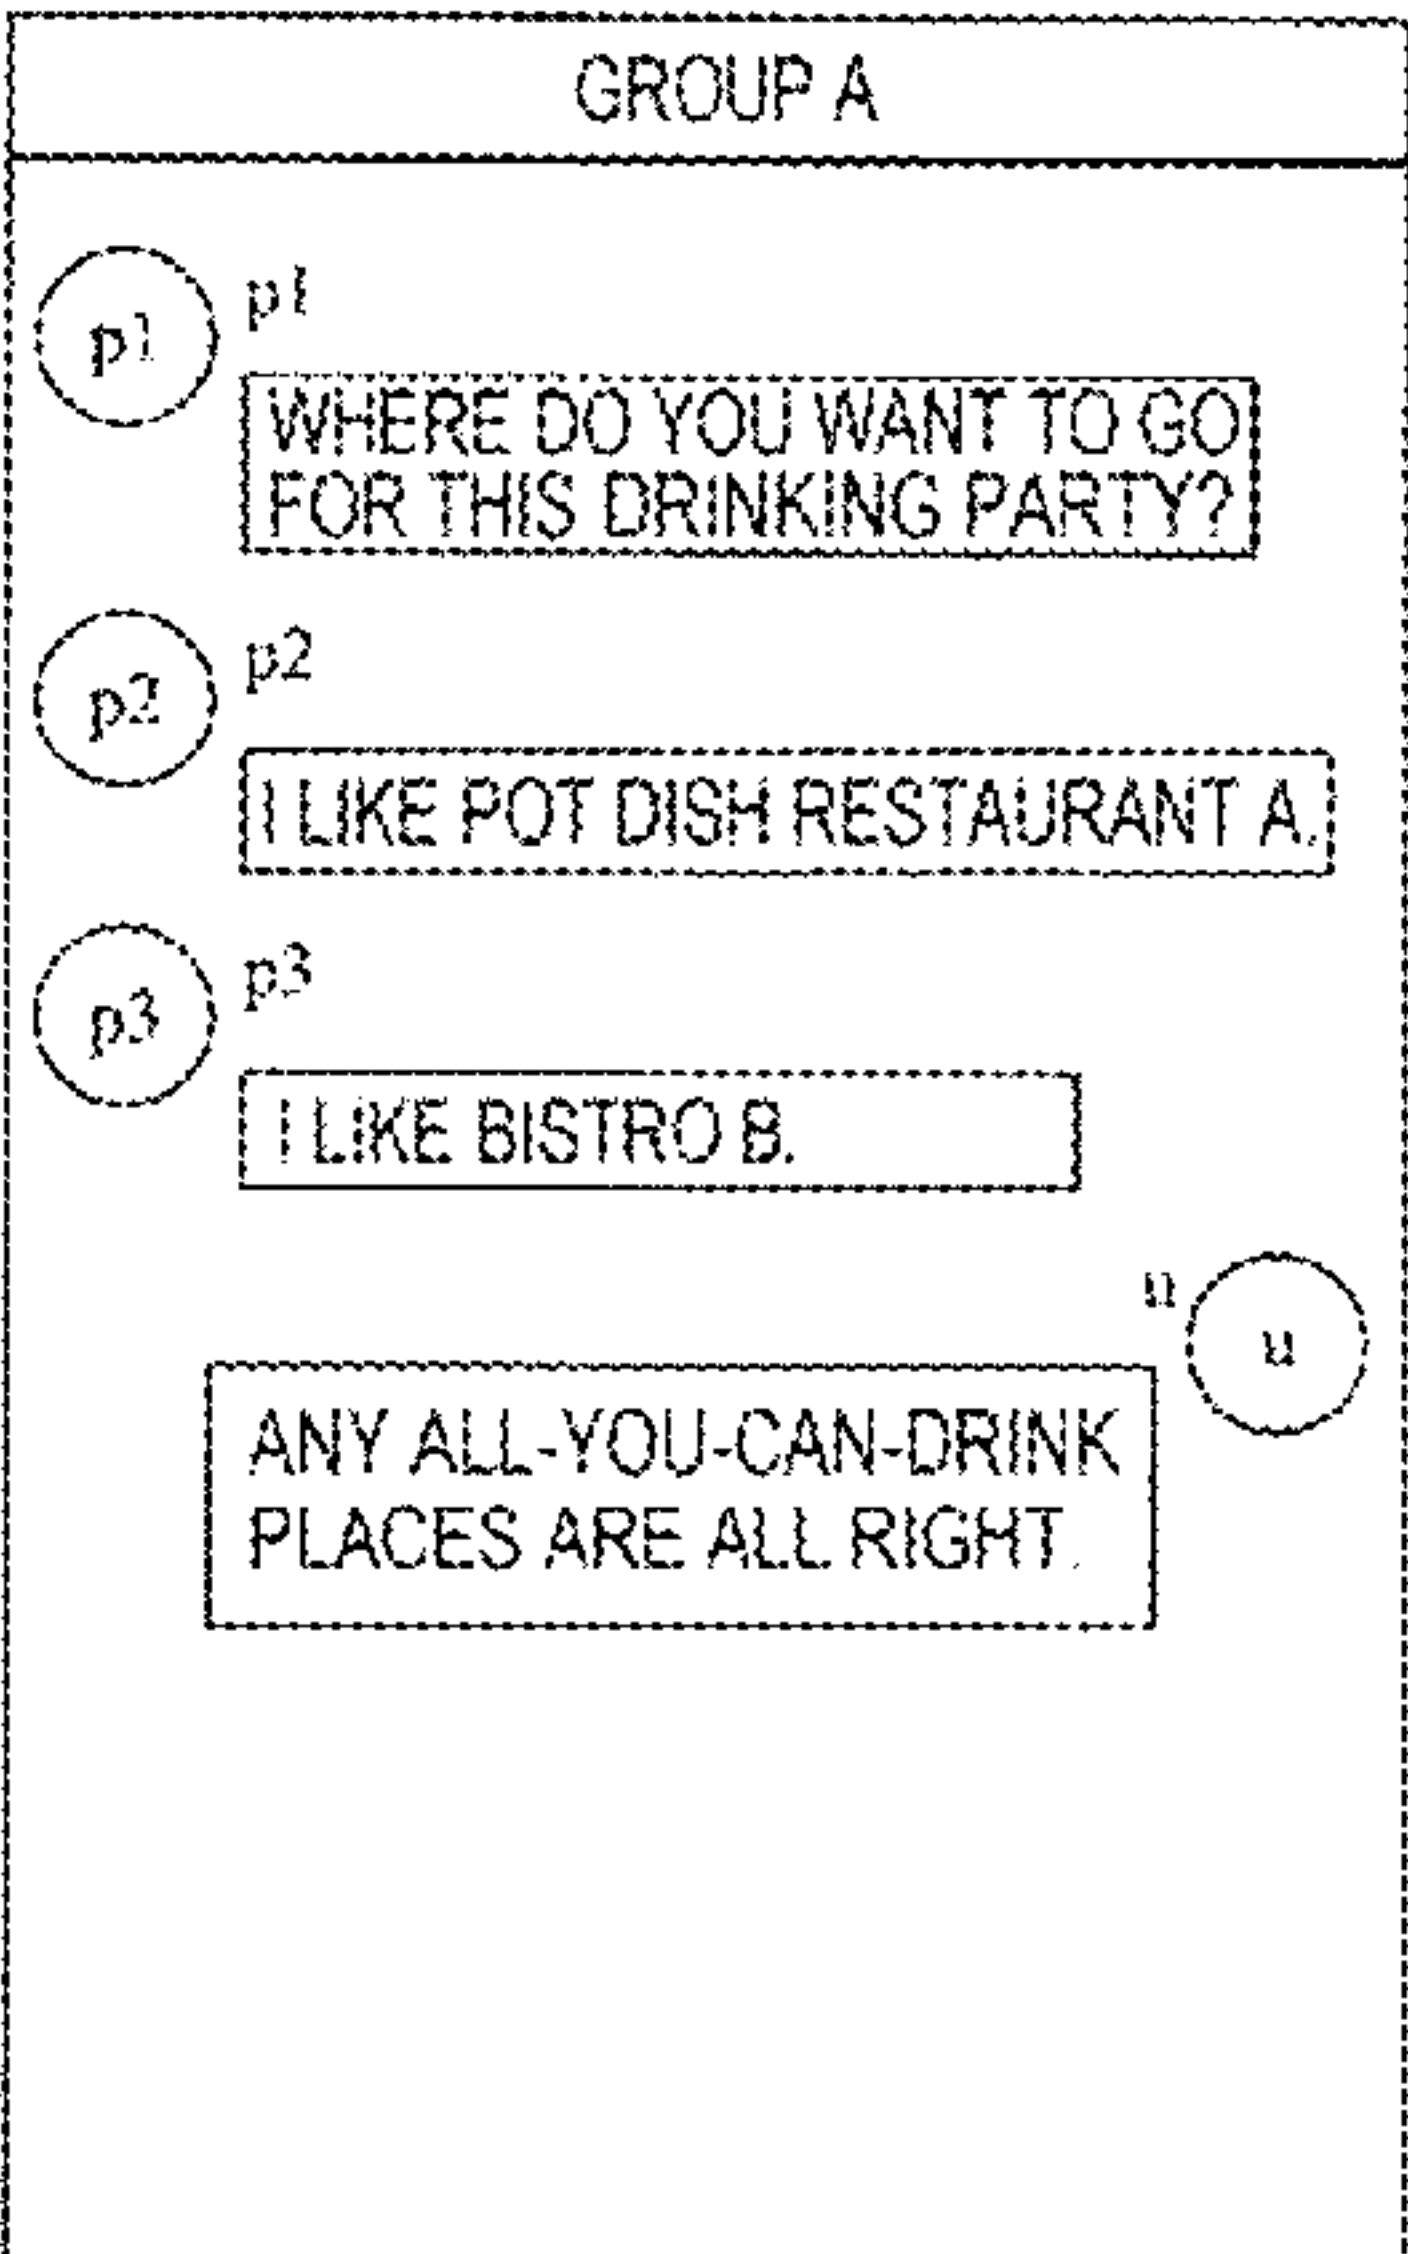 GROUP A
p1
p1
WHERE DO YOU WANT TO GO
FOR THIS DRINKING PARTY?
p2
p2
I LIKE POT DISH RESTAURANT A.
p3
p3
I LIKE BISTRO B.
u
u
ANY ALL-YOU-CAN-DRINK
PLACES ARE ALL RIGHT.